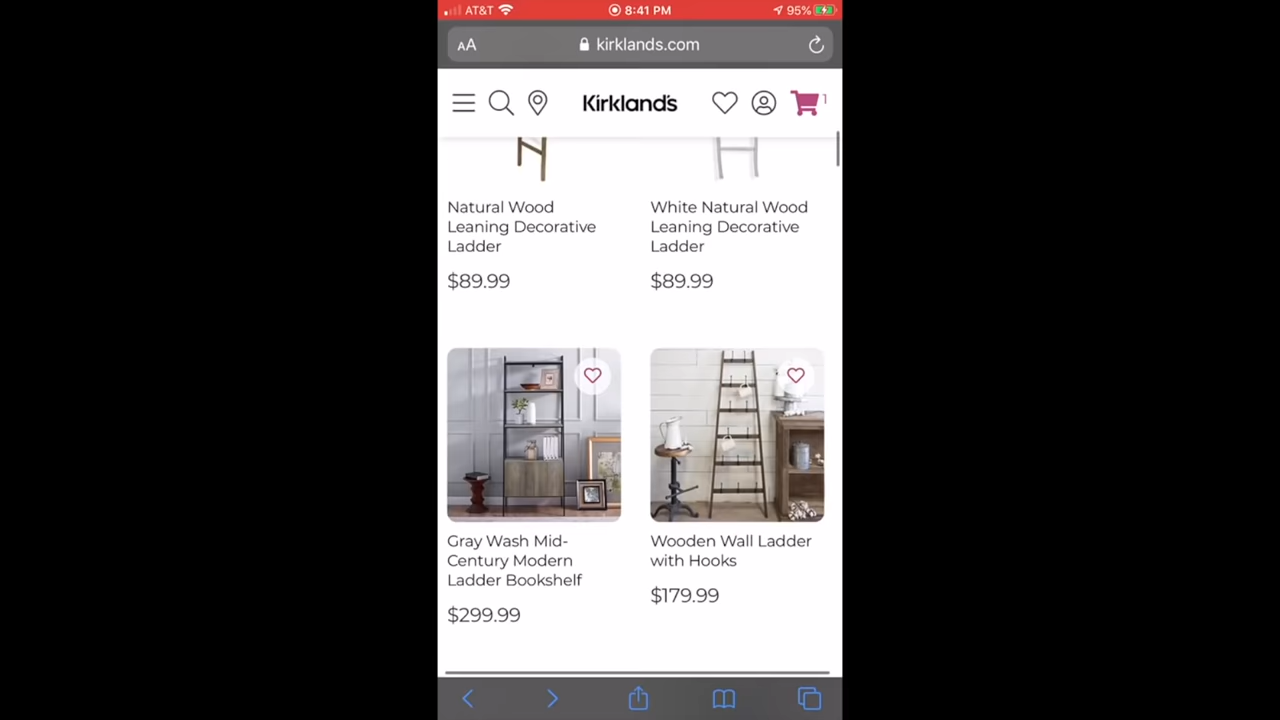 AT&T 8:41 PM 95%
AA kirklands.com
Kirkland's 1
Natural Wood
Leaning Decorative
Ladder
$89.99
White Natural Wood
Leaning Decorative
Ladder
$89.99
Gray Wash Mid-
Century Modern
Ladder Bookshelf
$299.99
Wooden Wall Ladder
with Hooks
$179.99